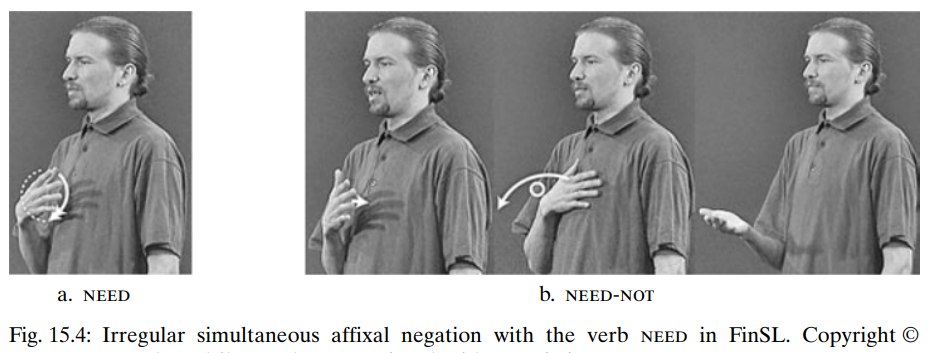 a. NEED
b. NEED-NOT
Fig. 15.4: Irregular simultaneous affixal negation with the verb NEED in FinSL. Copyright ©